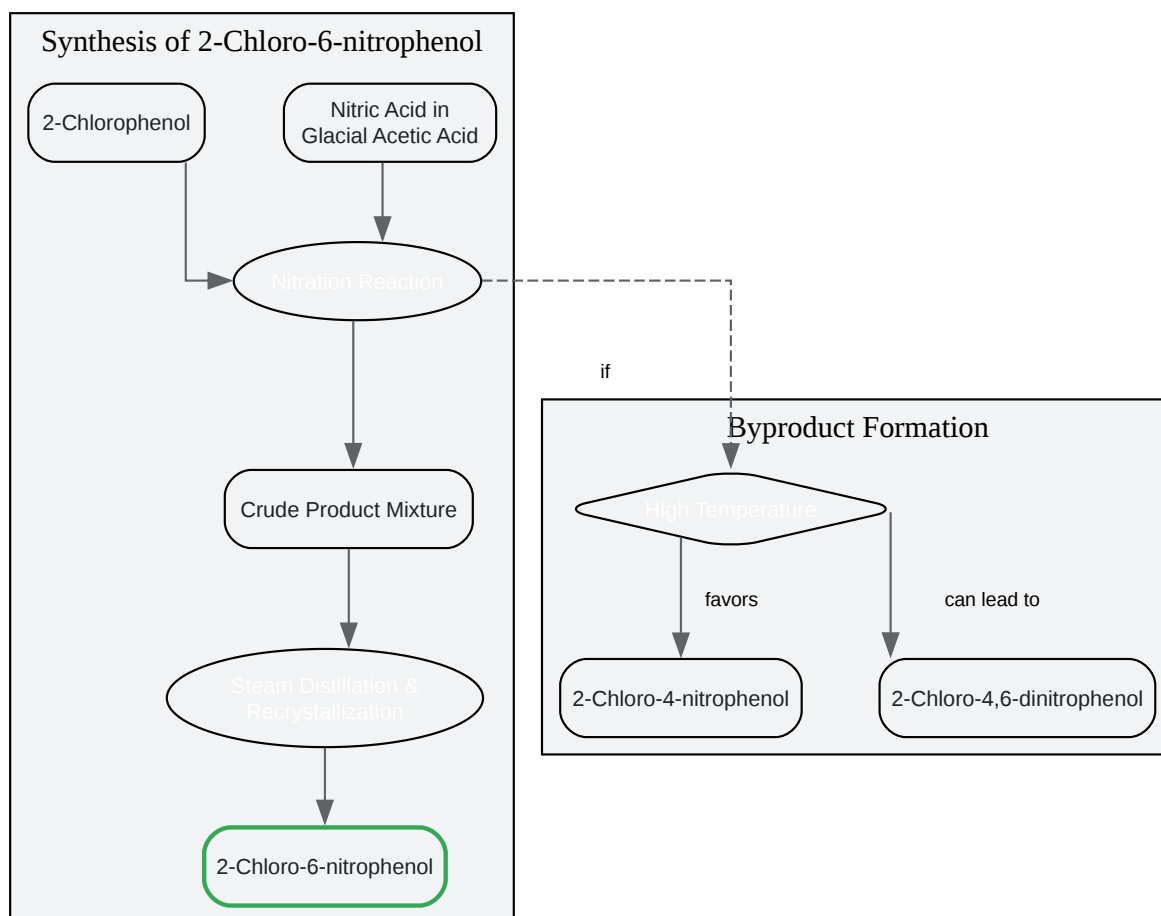 Synthesis of 2-Chloro-6-nitrophenol
2-Chlorophenol
Nitric Acid in
Glacial Acetic Acid
Nitration Reaction
if
Byproduct Formation
Crude Product Mixture
High Temperature
favors
can lead to
Steam Distillation &
Recrystallization
2-Chloro-4-nitrophenol
2-Chloro-4,6-dinitrophenol
2-Chloro-6-nitrophenol